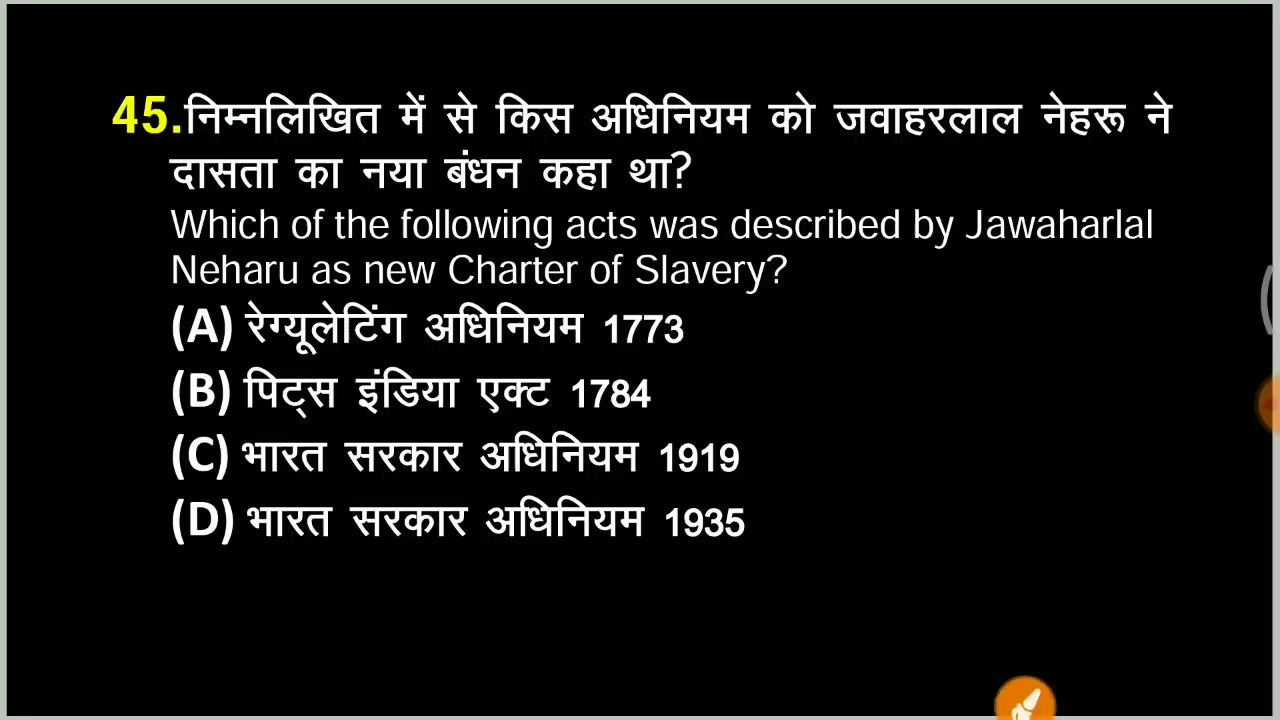 45.निम्नलिखित में से किस अधिनियम को जवाहरलाल नेहरू ने
दासता का नया बंधन कहा था?
Which of the following acts was described by Jawaharlal
Neharu as new Charter of Slavery?
(A) रेग्यूलेटिंग अधिनियम 1773
(B) पिट्स इंडिया एक्ट 1784
(C) भारत सरकार अधिनियम 1919
(D) भारत सरकार अधिनियम 1935